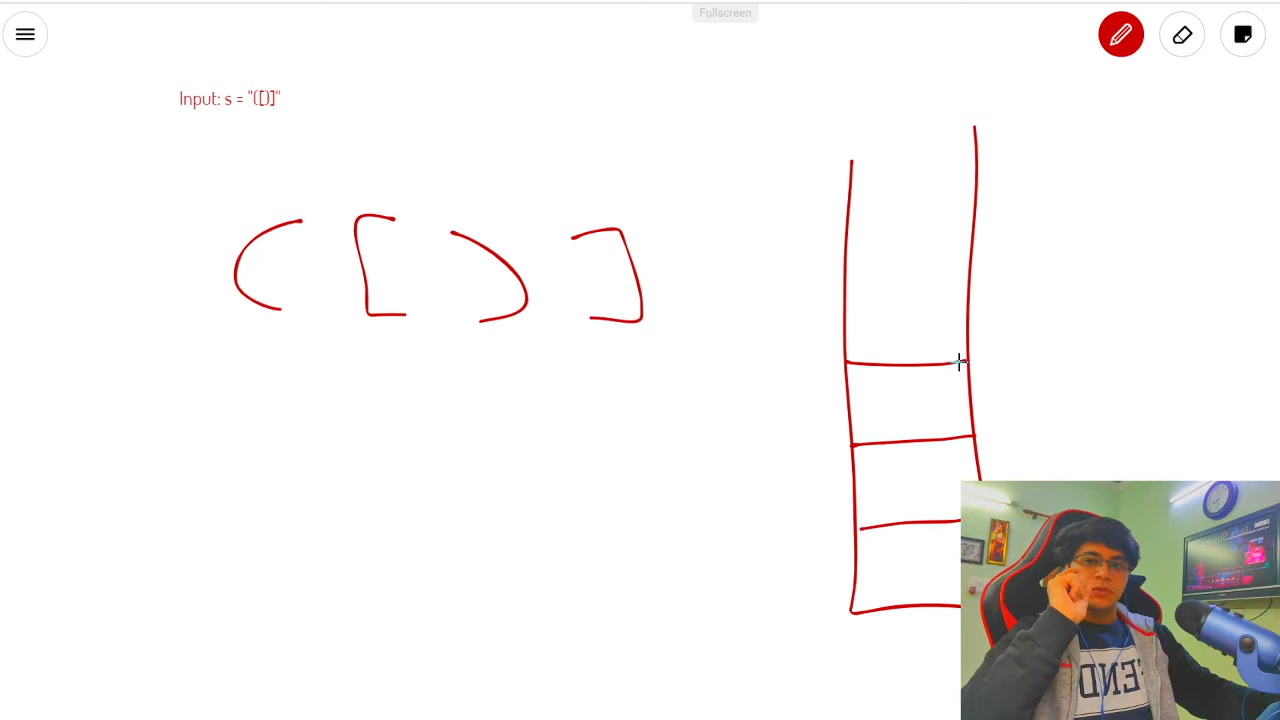 Fullscreen
Input: s = "([)]"
( [ ) ]